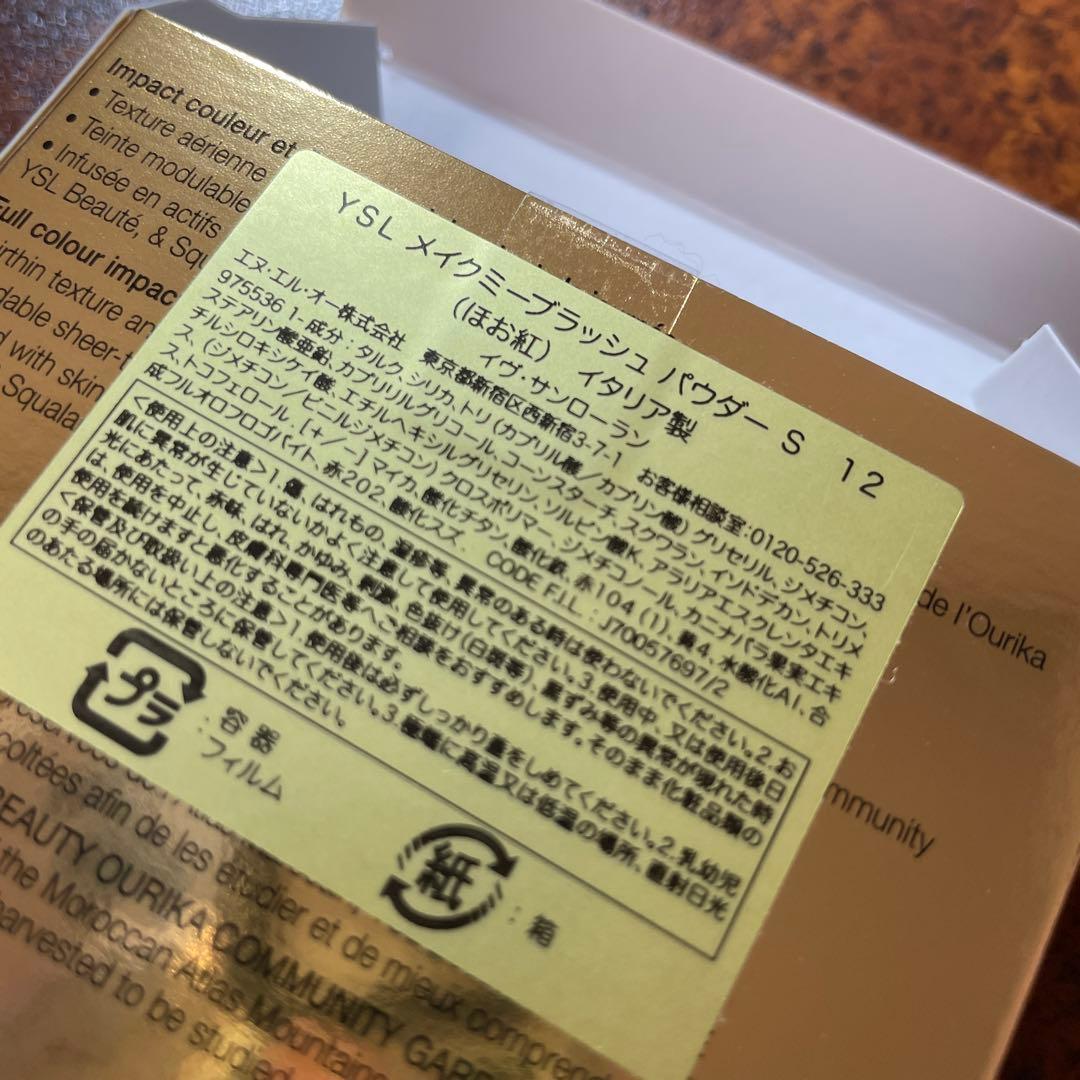 Impact couleur et
• Texture aérienne
• Teinte modulable
• Infusée en actifs
YSL Beauté, & Squ
Full colour impac
irthin texture an
dable sheer-t
d with skin
Squala
YSL メイクミーブラッシュ パウダー S 12
(ほお紅) イタリア製
イヴ・サンローラン
エヌ・エル・オー株式会社 東京都新宿区西新宿3-7-1 お客様相談室:0120-526-333
975536 1-成分:タルク、シリカ、トリ(カプリル酸/カプリン酸)グリセリル、ジメチコン、
ステアリン酸亜鉛、カプリリルグリコール、コーンスターチ、スクワラン、イソドデカン、トリメ
チルシロキシケイ酸、エチルヘキシルグリセリン、ソルビン酸K、アラリアエスクレンタエキ
ス、(ジメチコン/ビニルジメチコン)クロスポリマー、ジメチコノール、カニナバラ果実エキ
ス、トコフェロール、[+/-]マイカ、酸化チタン、酸化鉄、赤104(1)、黄4、水酸化Al、合
成フルオロフロゴパイト、赤202、酸化スズ、 CODE F.I.L.: J70057697/2
<使用上の注意>1.傷、はれもの、湿疹等、異常のある時は使わないでください。2.お
肌に異常が生じていないかよく注意して使用してください。3.使用中、又は使用後日
光にあたって、赤味、はれ、かゆみ、刺激、色抜け(白斑等)、黒ずみ等の異常が現れた時
は、使用を中止し、皮膚科専門医等へご相談をおすすめします。そのまま化粧品類の
使用を続けますと悪化することがあります。
<保管及び取扱い上の注意>1.使用後は必ずしっかり蓋をしめてください。2.乳幼児
の手の届かないところに保管してください。3.極端に高温又は低温の場所、直射日光
のあたる場所には保管しないでください。
プラ
:容器
:フィルム
紙
:箱
de l'Ourika
mmunity
coltées afin de les étudier et de mieux comprend
BEAUTY OURIKA COMMUNITY GAR
the Moroccan Atlas Mountains
harvested to be studied